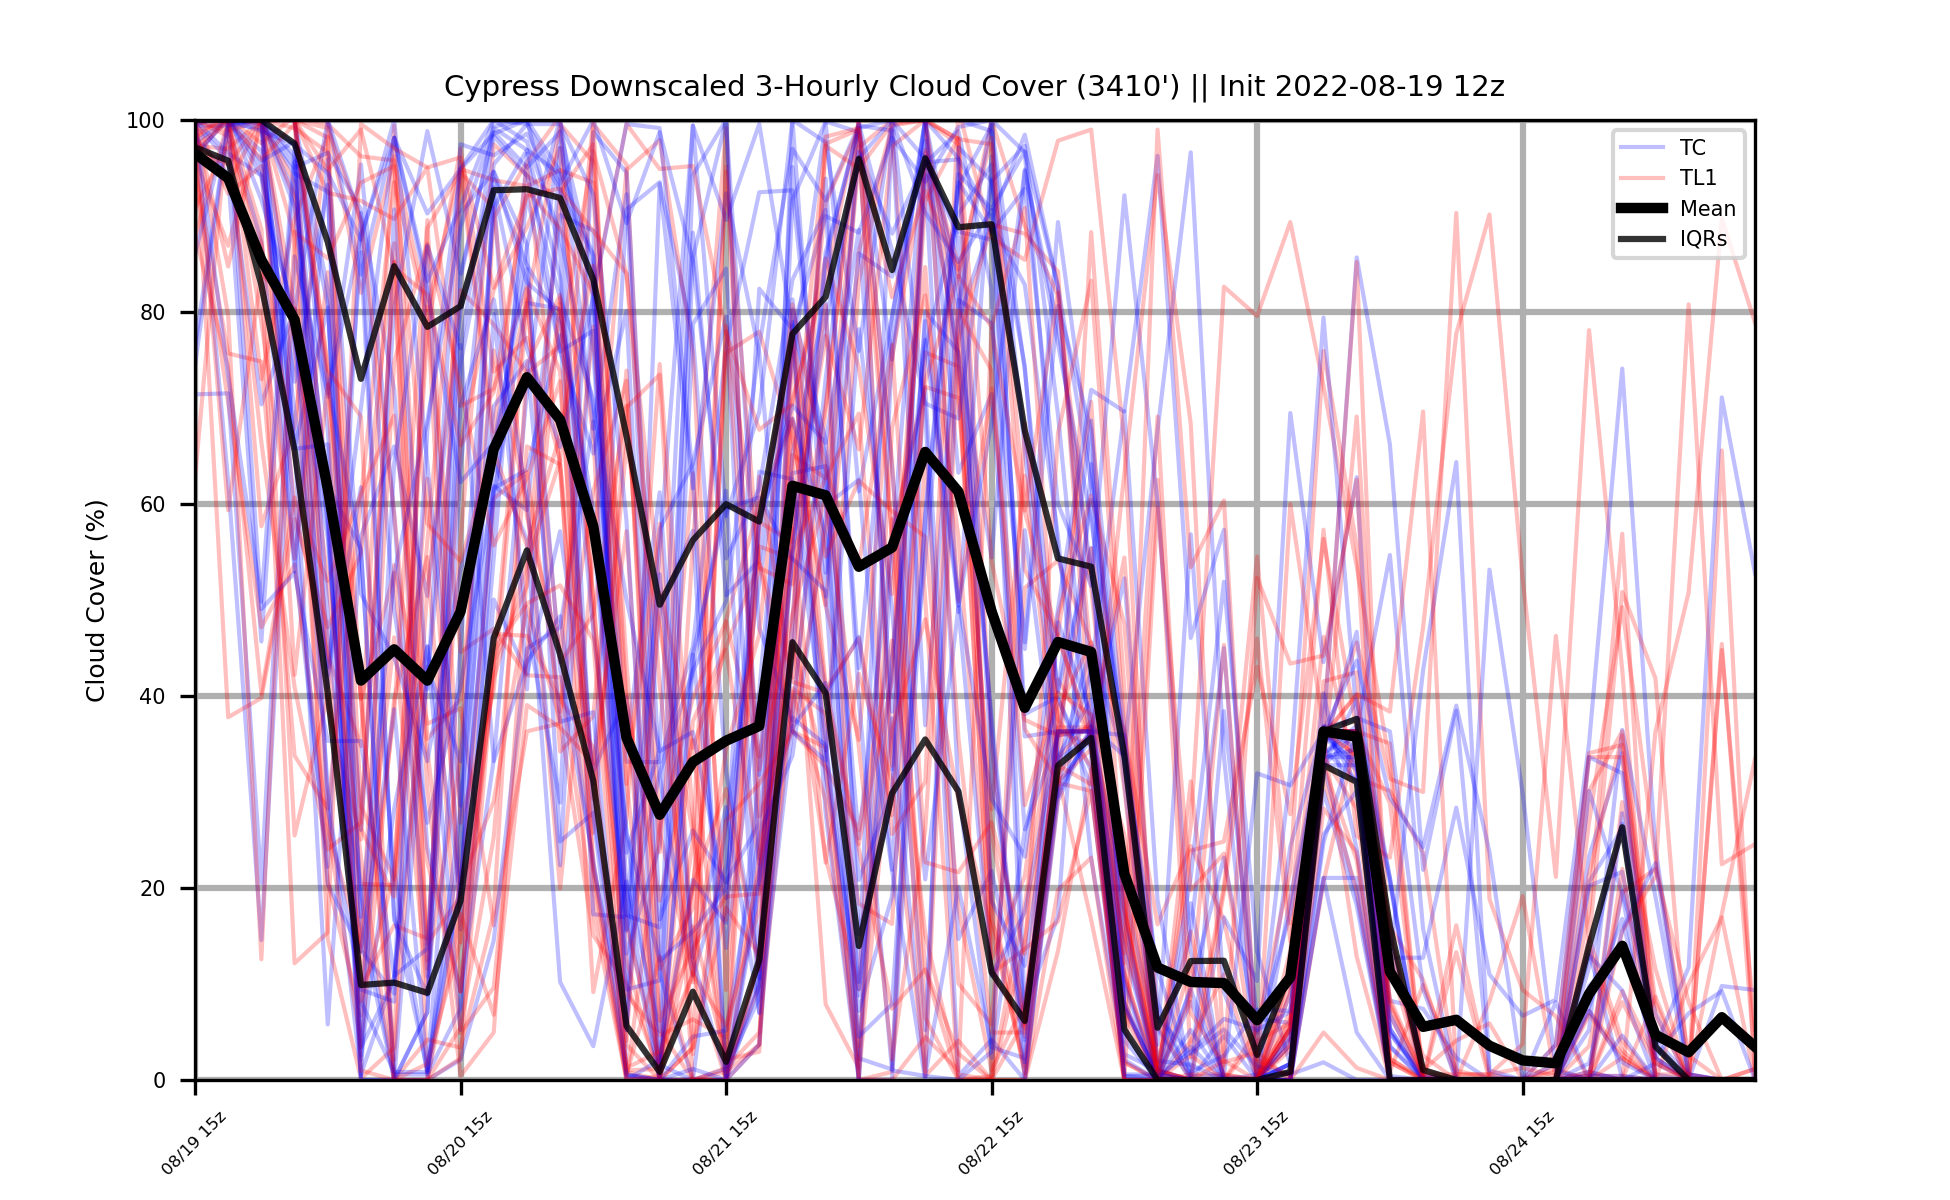 Cypress Downscaled 3-Hourly Cloud Cover (3410') || Init 2022-08-19 12z
Cloud Cover (%)
100
80
60
40
20
0
TC
TL1
Mean
IQRs
08/19 15z
08/20 15z
08/21 15z
08/22 15z
08/23 15z
08/24 15z